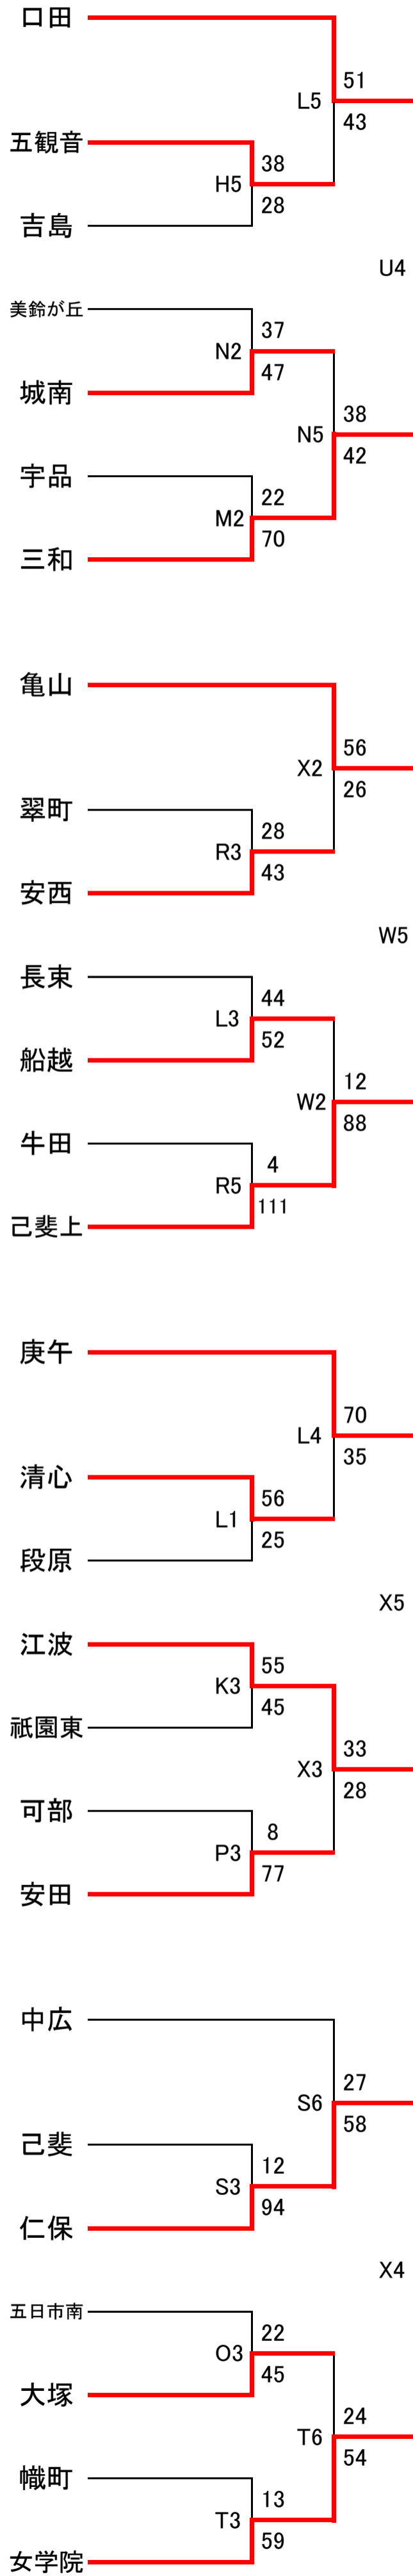 口田
51
L5
43
五観音
38
H5
28
吉島
U4
美鈴が丘
37
N2
47
城南
38
N5
42
宇品
22
M2
70
三和
亀山
56
X2
26
翠町
28
R3
43
安西
W5
長束
44
L3
52
船越
12
W2
88
牛田
4
R5
111
己斐上
庚午
70
L4
35
清心
56
L1
25
段原
X5
江波
55
K3
45
祇園東
33
X3
28
可部
8
P3
77
安田
中広
27
S6
58
己斐
12
S3
94
仁保
X4
五日市南
22
O3
45
大塚
24
T6
54
幟町
13
T3
59
女学院